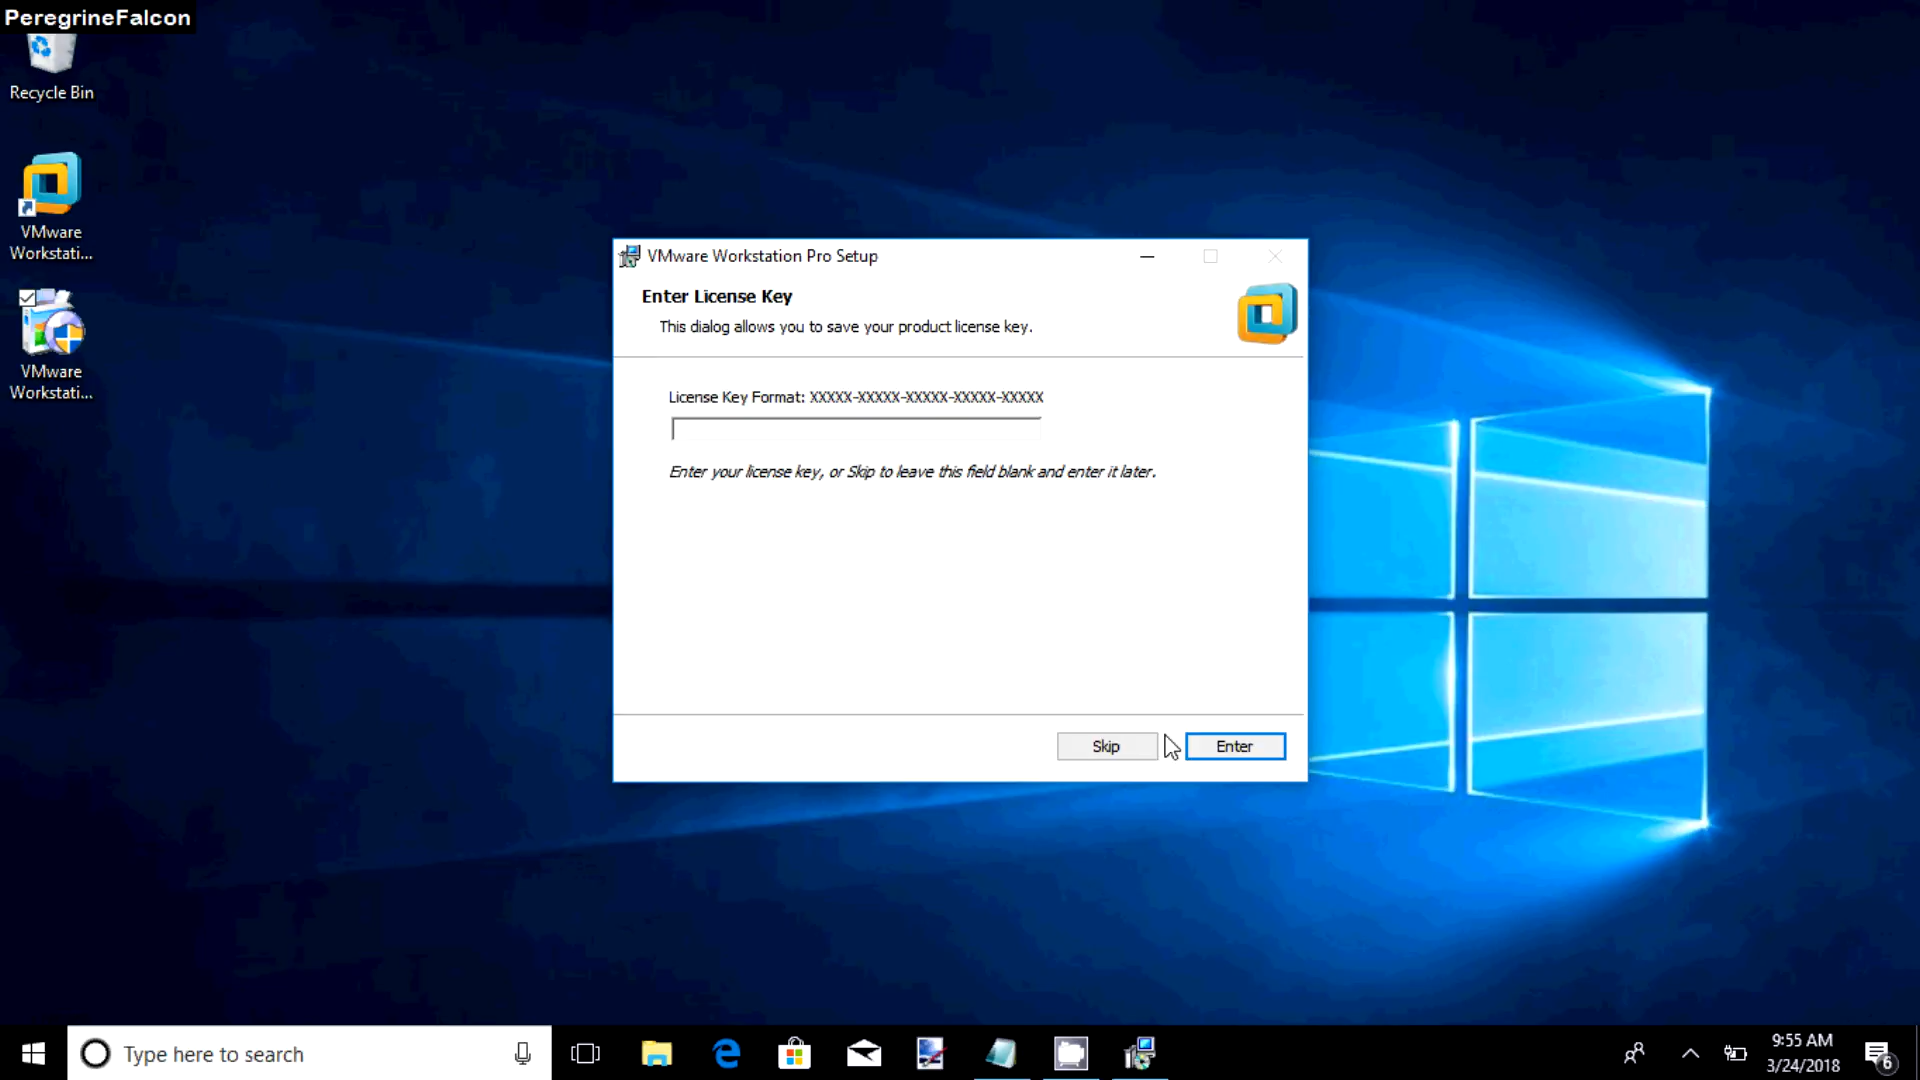 PeregrineFalcon
Recycle Bin
VMware
Workstati...
VMware
Workstati...
VMware Workstation Pro Setup
Enter License Key
This dialog allows you to save your product license key.
License Key Format: XXXXX-XXXXX-XXXXX-XXXXX-XXXXX
Enter your license key, or Skip to leave this field blank and enter it later.
Skip
Enter
Type here to search
9:55 AM
3/24/2018
6